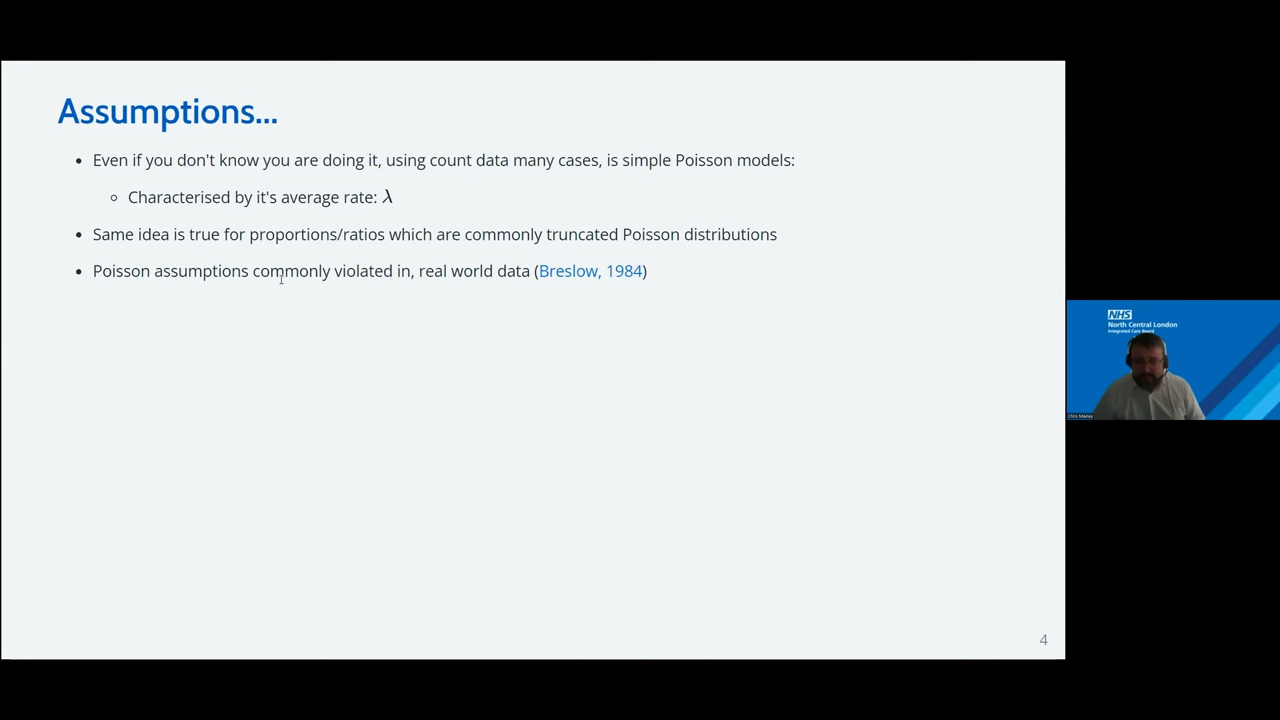 Assumptions...
• Even if you don't know you are doing it, using count data many cases, is simple Poisson models:
◦ Characterised by it's average rate: λ
• Same idea is true for proportions/ratios which are commonly truncated Poisson distributions
• Poisson assumptions commonly violated in, real world data (Breslow, 1984)
NHS
North Central London
Integrated Care Board
Chris Mainey
4